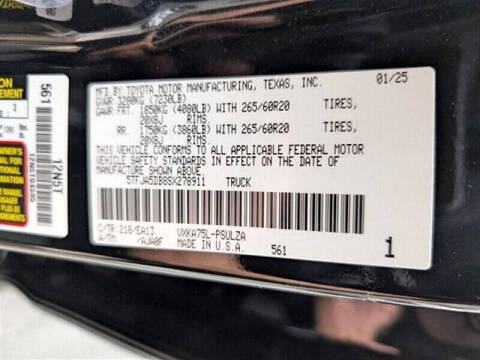 MFD. BY TOYOTA MOTOR MANUFACTURING, TEXAS, INC. 01/25
GVWR 3280KG (7230LB)
GAWR FRT. 1850KG (4080LB) WITH 265/60R20 TIRES,
20X8J RIMS,
RR. 1750KG (3860LB) WITH 265/60R20 TIRES,
20X8J RIMS,
THIS VEHICLE CONFORMS TO ALL APPLICABLE FEDERAL MOTOR
VEHICLE SAFETY STANDARDS IN EFFECT ON THE DATE OF
MANUFACTURE SHOWN ABOVE.
5TFJA5DB8SX278911 TRUCK
C/TR 218/EA13 VXKA75L-PSULZA
A/TM /AJA0F MADE IN U.S.A. 561 1
561
12N5T